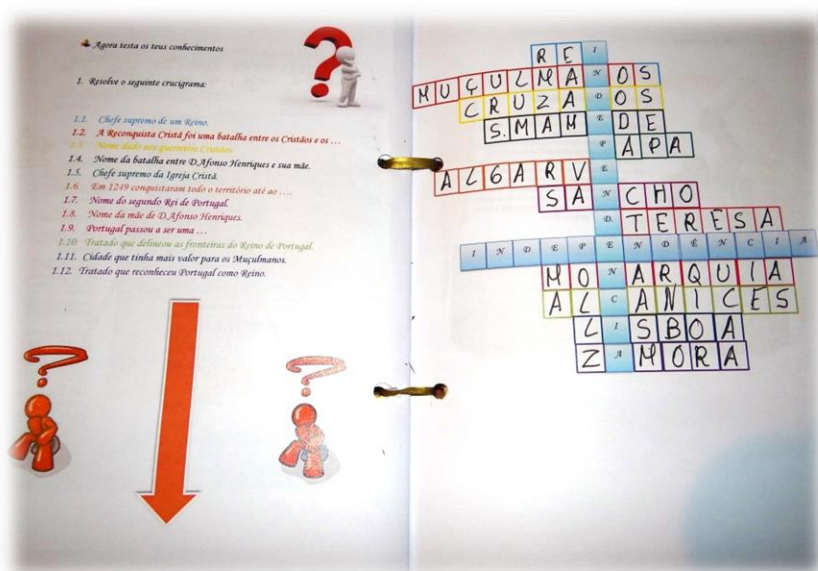 Agora testa os teus conhecimentos
1. Resolve o seguinte crucigrama:
1.1. Chefe supremo de um Reino.
1.2. A Reconquista Cristã foi uma batalha entre os Cristãos e os …
1.3. Nome dado aos guerreiros Cristãos.
1.4. Nome da batalha entre D.Afonso Henriques e sua mãe.
1.5. Chefe supremo da Igreja Cristã.
1.6. Em 1249 conquistaram todo o território até ao ….
1.7. Nome do segundo Rei de Portugal.
1.8. Nome da mãe de D.Afonso Henriques.
1.9. Portugal passou a ser uma …
1.10. Tratado que delineou as fronteiras do Reino de Portugal.
1.11. Cidade que tinha mais valor para os Muçulmanos.
1.12. Tratado que reconheceu Portugal como Reino.
REI
MUÇULMANOS
CRUZADOS
S.MAMEDE
PAPA
ALGARVE
SANCHO
D.TERESA
INDEPENDÊNCIA
MONARQUIA
ALCANICES
LISBOA
ZAMORA